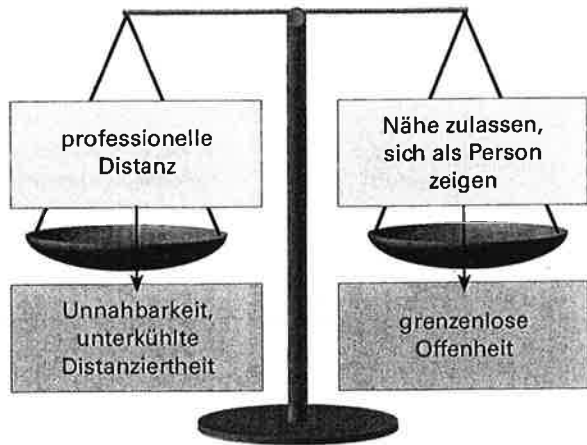 professionelle
Distanz
Nähe zulassen,
sich als Person
zeigen
Unnahbarkeit,
unterkühlte
Distanziertheit
grenzenlose
Offenheit